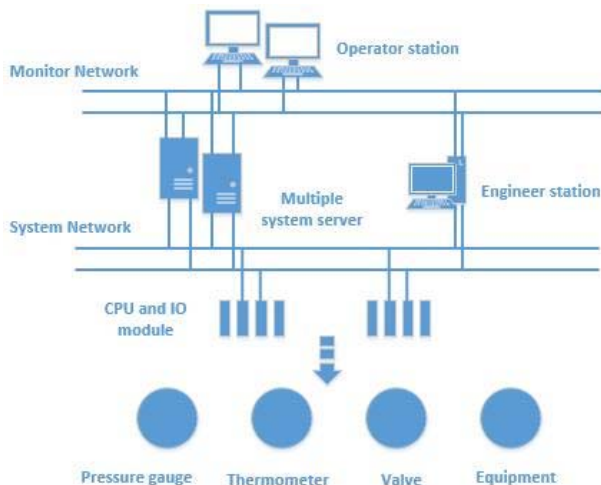 Operator station
Monitor Network
Multiple
system server
Engineer station
System Network
CPU and IO
module
Pressure gauge
Thermometer
Valve
Equipment